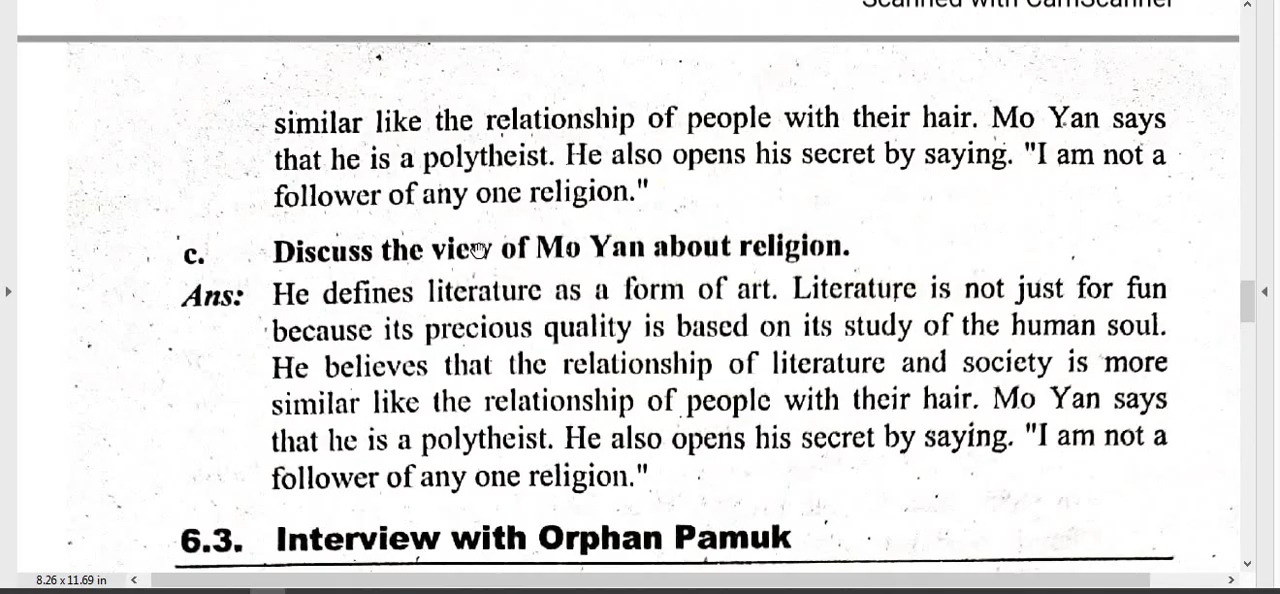 similar like the relationship of people with their hair. Mo Yan says
that he is a polytheist. He also opens his secret by saying. "I am not a
follower of any one religion."
c. Discuss the view of Mo Yan about religion.
Ans: He defines literature as a form of art. Literature is not just for fun
because its precious quality is based on its study of the human soul.
He believes that the relationship of literature and society is more
similar like the relationship of people with their hair. Mo Yan says
that he is a polytheist. He also opens his secret by saying. "I am not a
follower of any one religion."
6.3. Interview with Orphan Pamuk
8.26 x 11.69 in